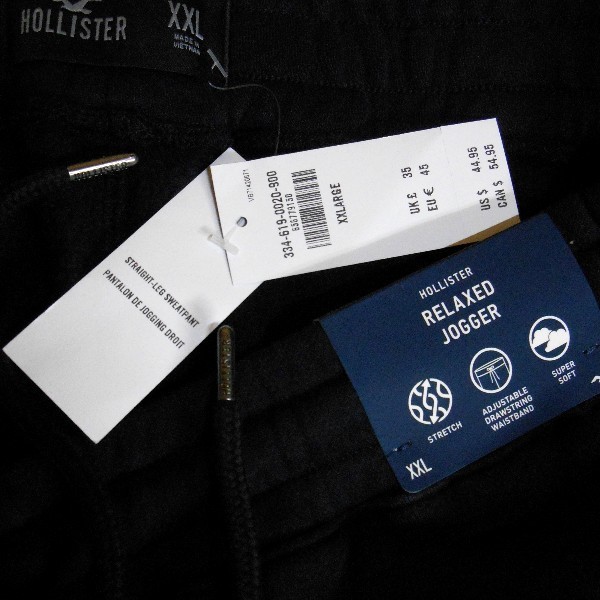 HOLLISTER
XXL
MADE IN
VIETNAM
334-619-0020-900
636779150
XXLARGE
UK £ 35
EU € 45
US $ 44.95
CAN $ 54.95
STRAIGHT-LEG SWEATPANT
PANTALON DE JOGGING DROIT
HOLLISTER
RELAXED
JOGGER
STRETCH
ADJUSTABLE
DRAWSTRING
WAISTBAND
SUPER
SOFT
XXL